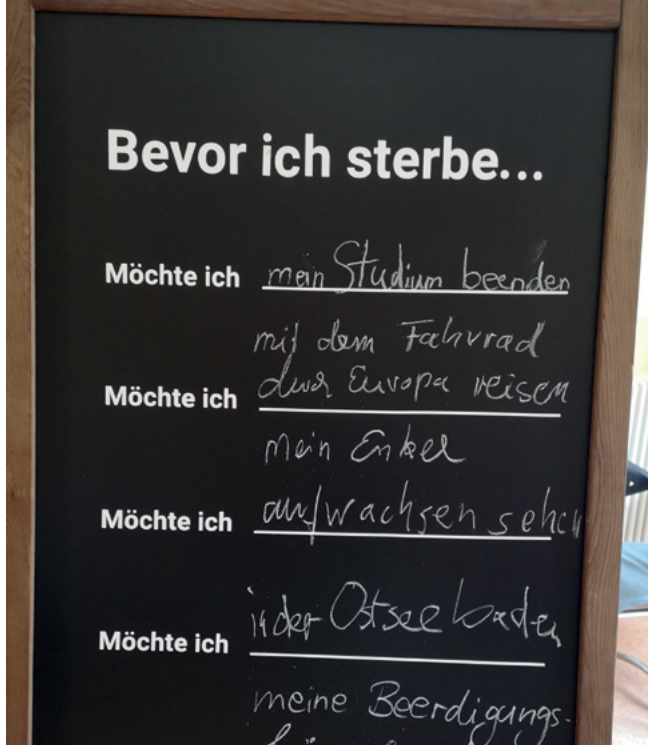 Bevor ich sterbe...
Möchte ich mein Studium beenden
mit dem Fahrrad
Möchte ich durch Europa reisen
mein Enkel
Möchte ich aufwachsen sehen
in der Ostsee baden
Möchte ich
meine Beerdigungs-